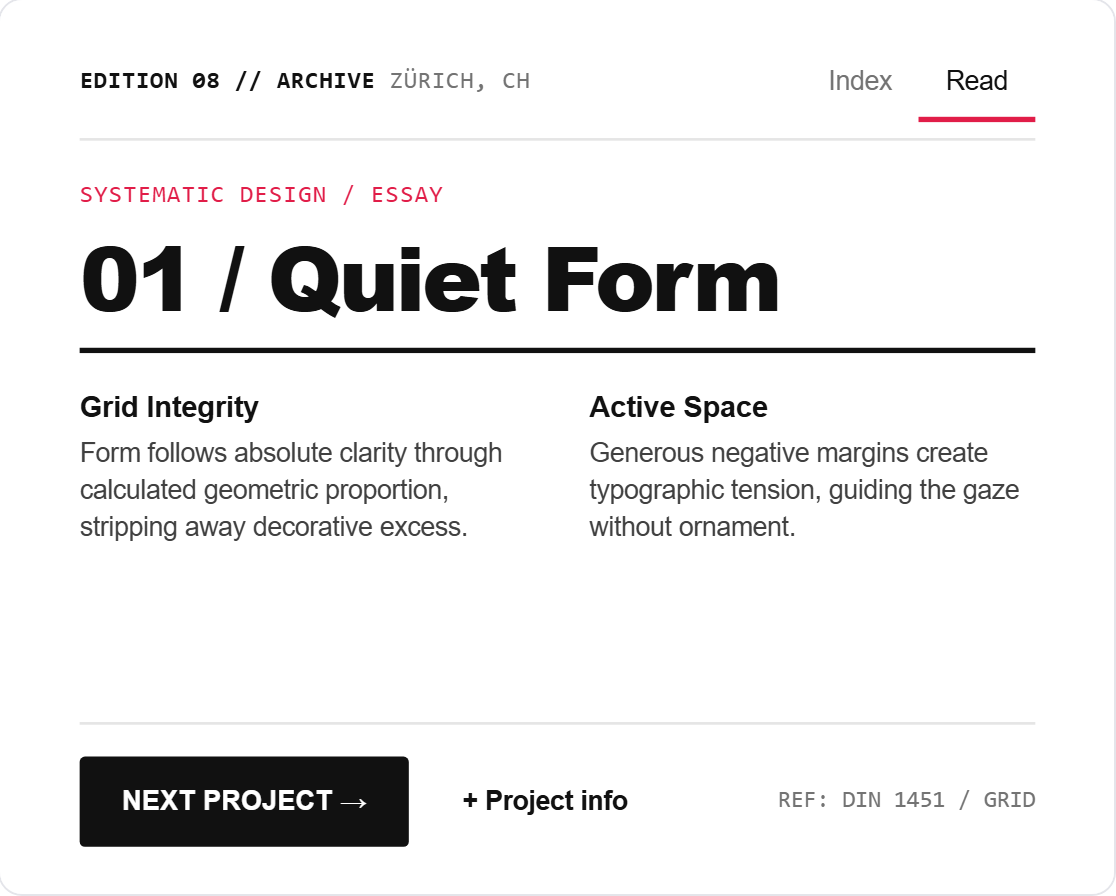 EDITION 08 // ARCHIVE ZÜRICH, CH
Index Read
SYSTEMATIC DESIGN / ESSAY
01 / Quiet Form
Grid Integrity
Form follows absolute clarity through
calculated geometric proportion,
stripping away decorative excess.
Active Space
Generous negative margins create
typographic tension, guiding the gaze
without ornament.
NEXT PROJECT →
+ Project info
REF: DIN 1451 / GRID